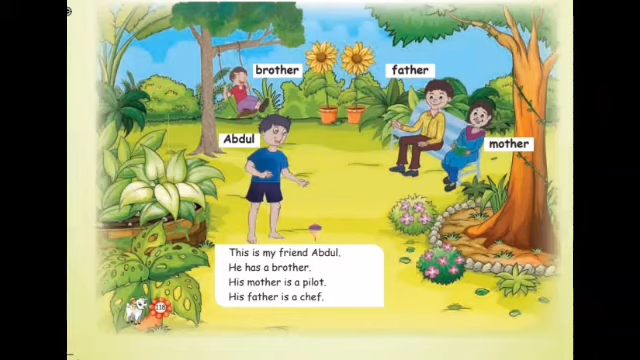 brother
father
Abdul
mother
This is my friend Abdul.
He has a brother.
His mother is a pilot.
His father is a chef.